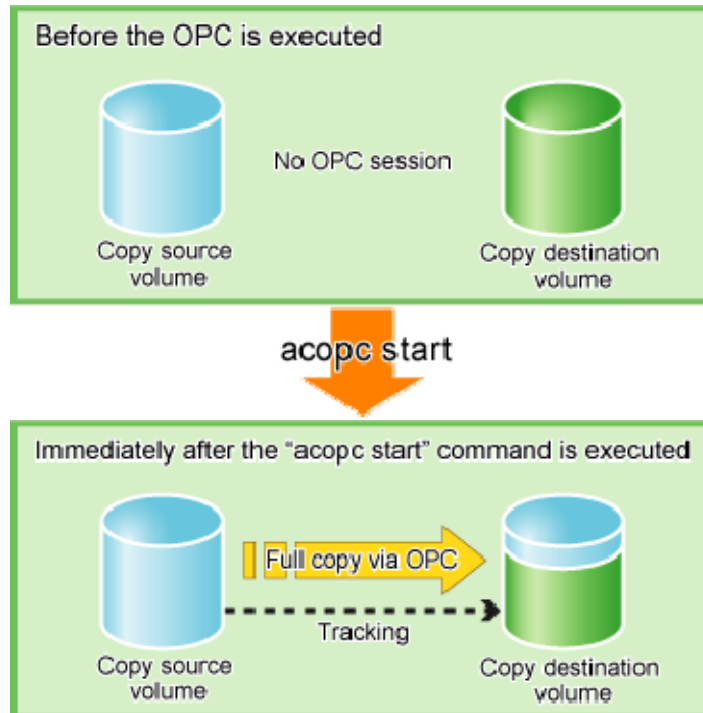 Before the OPC is executed
No OPC session
Copy source
volume
Copy destination
volume
acopc start
Immediately after the “acopc start” command is executed
Full copy via OPC
Tracking
Copy source
volume
Copy destination
volume